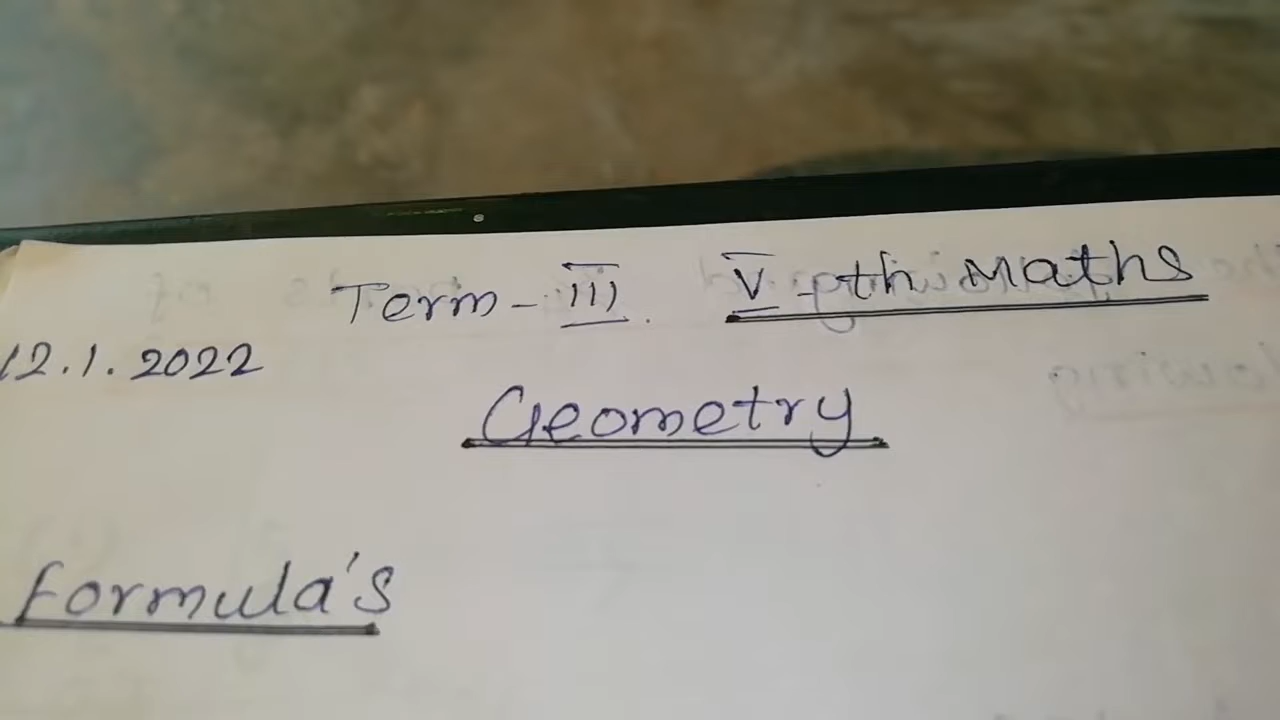 Term - III. V - th Maths
12.1.2022
Geometry
Formula's